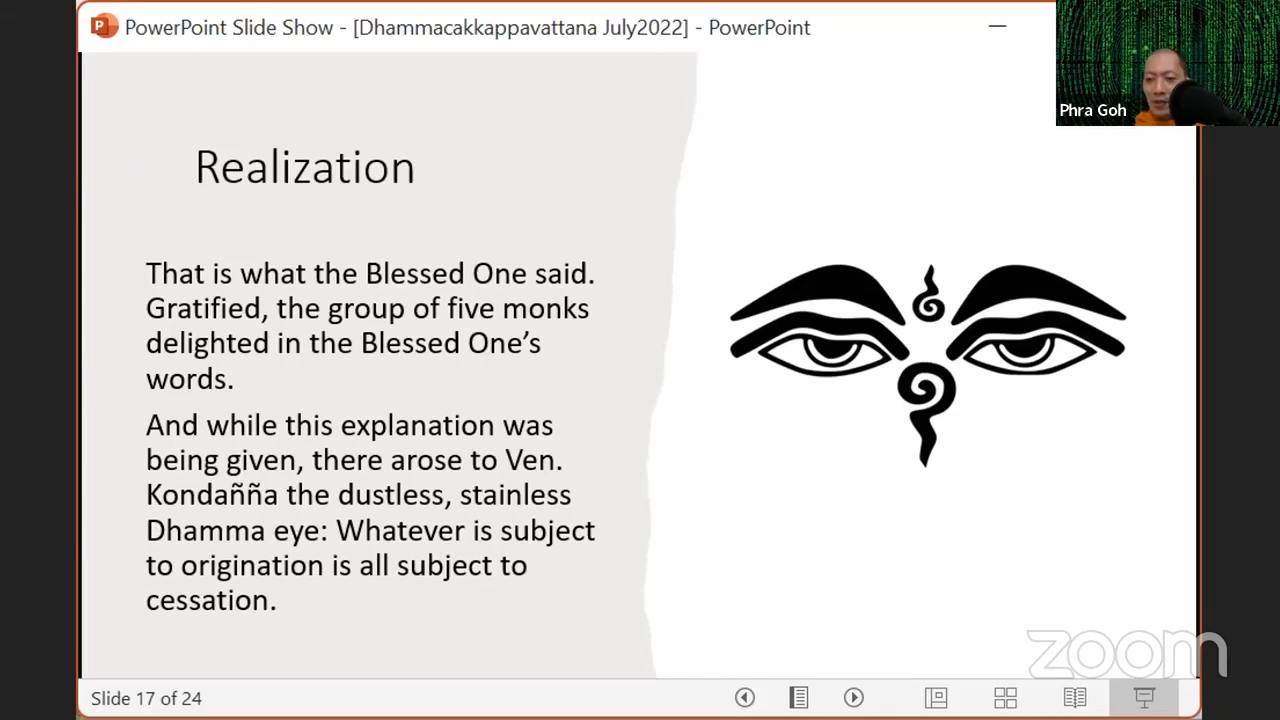 PowerPoint Slide Show - [Dhammacakkappavattana July2022] - PowerPoint
Phra Goh
Realization
That is what the Blessed One said.
Gratified, the group of five monks
delighted in the Blessed One’s
words.
And while this explanation was
being given, there arose to Ven.
Kondañña the dustless, stainless
Dhamma eye: Whatever is subject
to origination is all subject to
cessation.
zoom
Slide 17 of 24